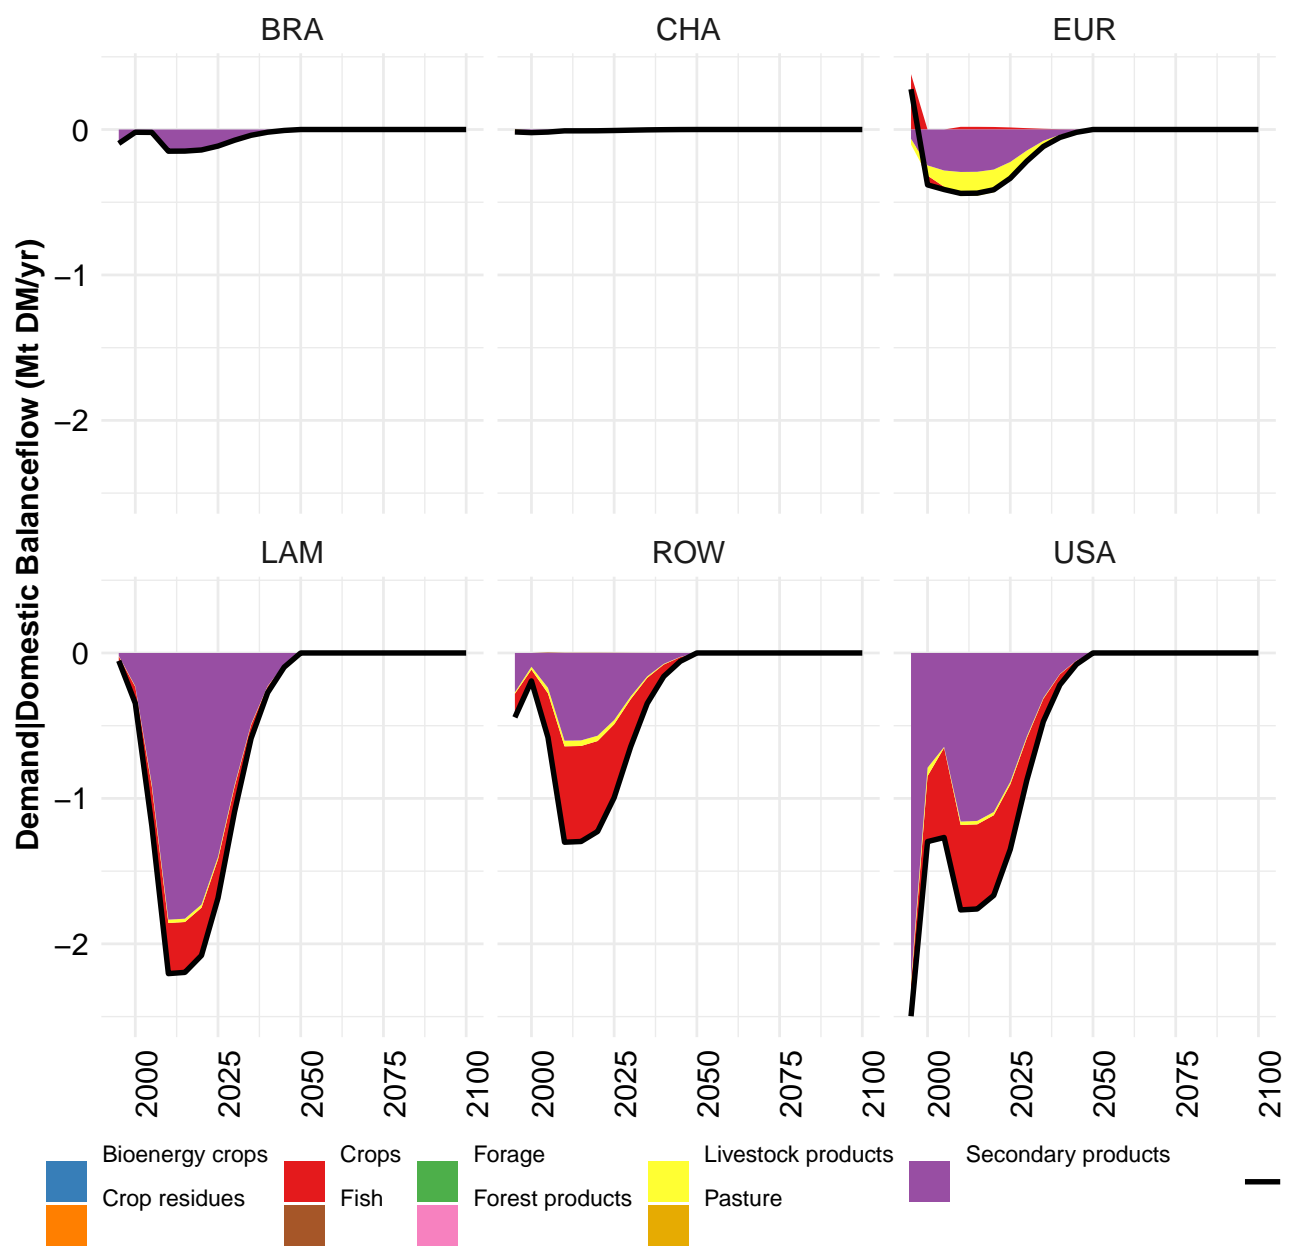 BRA CHA EUR
Demand|Domestic Balanceflow (Mt DM/yr)
0
−1
−2
LAM ROW USA
0
−1
−2
2000 2025 2050 2075 2100 2000 2025 2050 2075 2100 2000 2025 2050 2075 2100
Bioenergy crops Crops Forage Livestock products Secondary products
Crop residues Fish Forest products Pasture